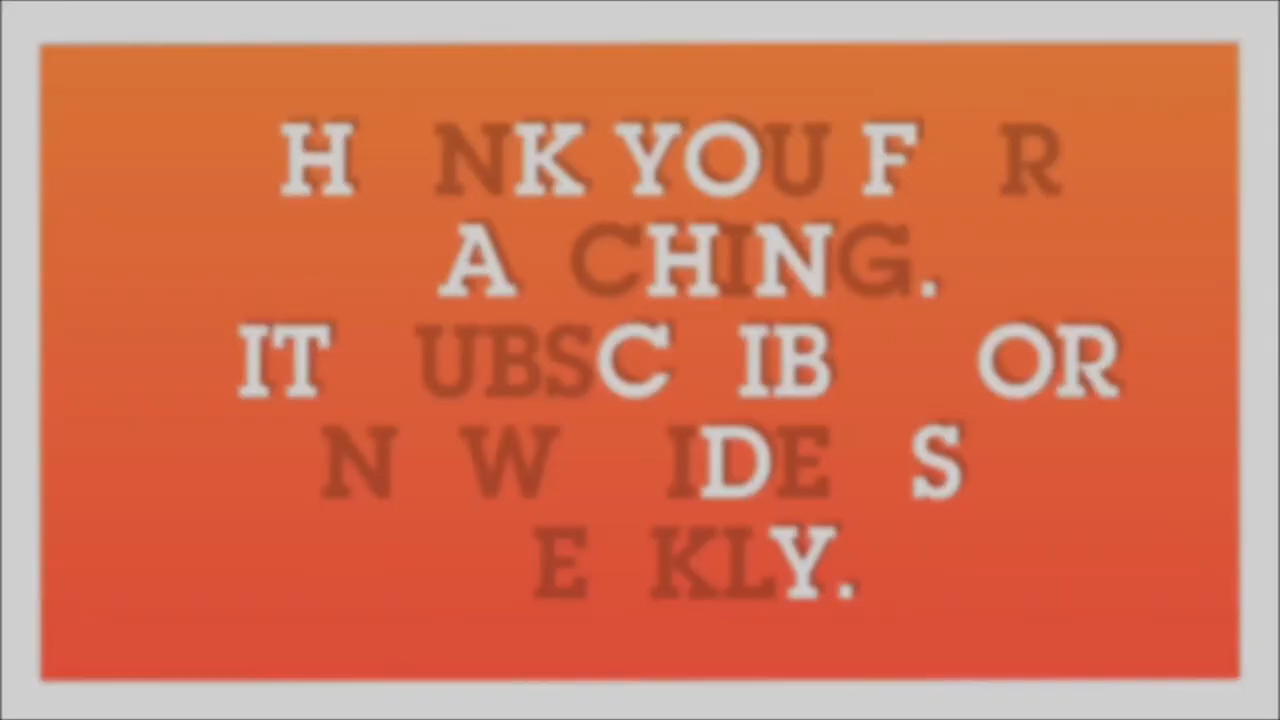 H NK YOU F R
A CHING.
IT UBSC IB OR
N W IDE S
E KLY.